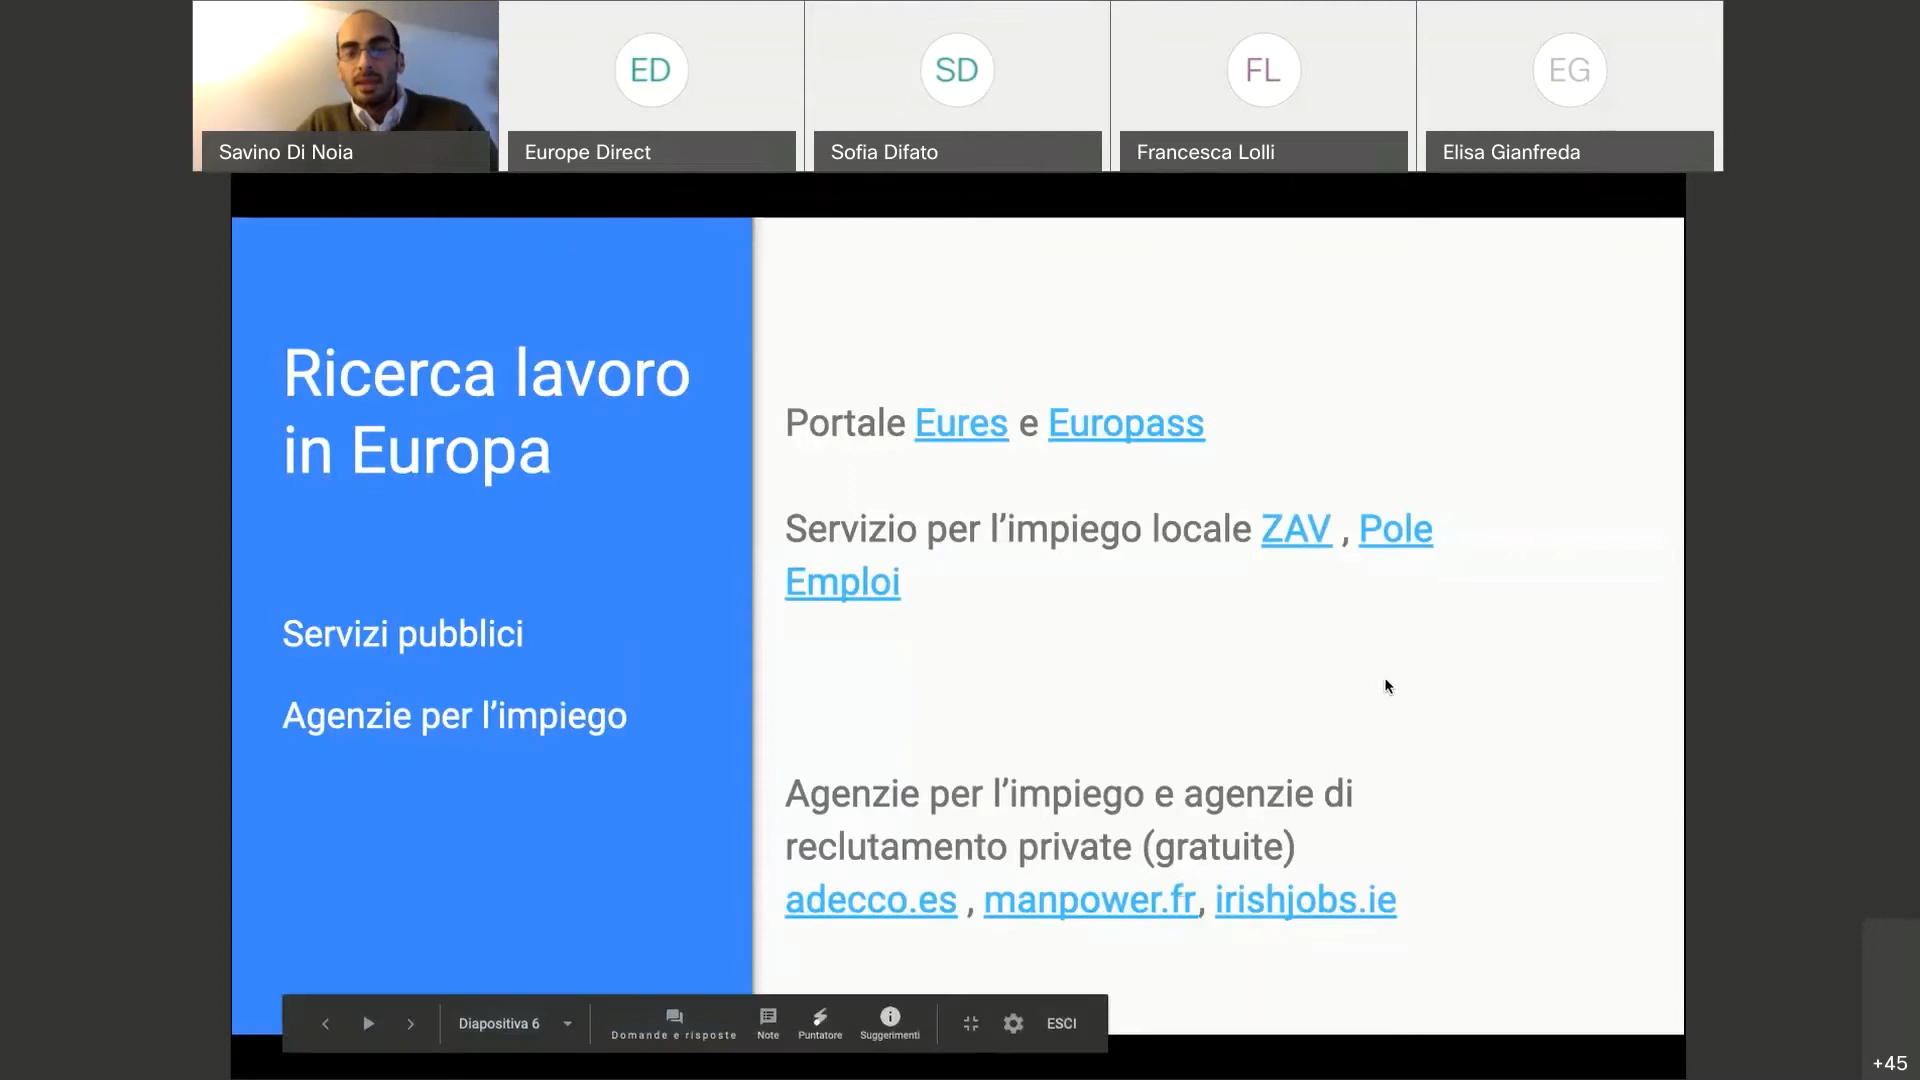 ED
SD
FL
EG
Savino Di Noia
Europe Direct
Sofia Difato
Francesca Lolli
Elisa Gianfreda
Ricerca lavoro
in Europa
Servizi pubblici
Agenzie per l’impiego
Portale Eures e Europass
Servizio per l’impiego locale ZAV , Pole
Emploi
Agenzie per l’impiego e agenzie di
reclutamento private (gratuite)
adecco.es , manpower.fr, irishjobs.ie
Diapositiva 6
Domande e risposte
Note
Puntatore
Suggerimenti
ESCI
+45